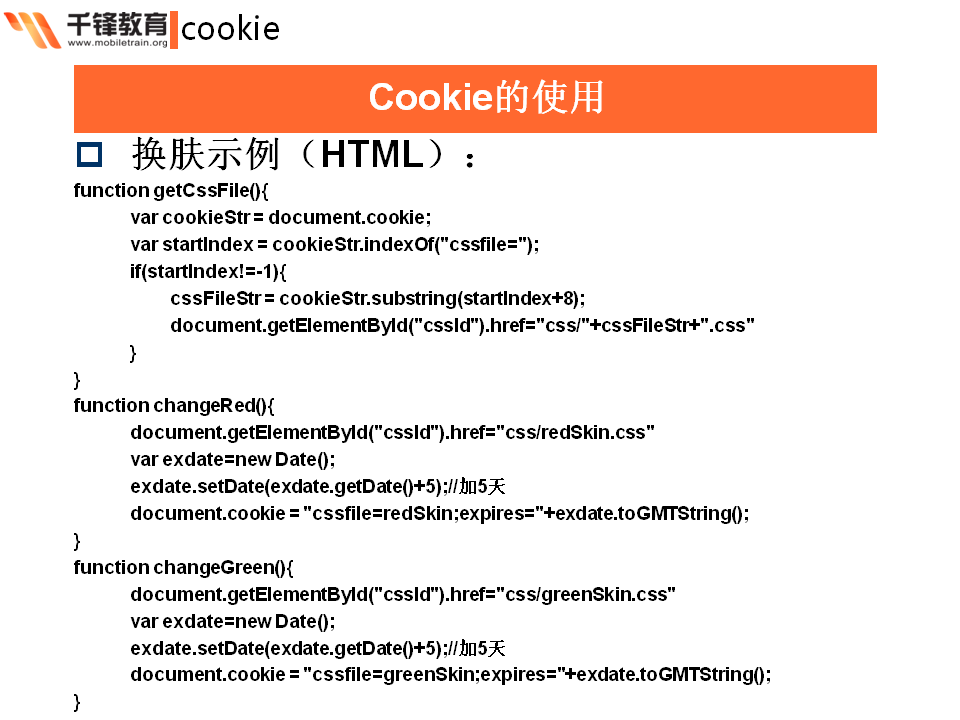 千锋教育 cookie
www.mobiletrain.org
Cookie的使用
换肤示例（HTML）：
function getCssFile(){
var cookieStr = document.cookie;
var startIndex = cookieStr.indexOf("cssfile=");
if(startIndex!=-1){
cssFileStr = cookieStr.substring(startIndex+8);
document.getElementById("cssId").href="css/"+cssFileStr+".css"
}
}
function changeRed(){
document.getElementById("cssId").href="css/redSkin.css"
var exdate=new Date();
exdate.setDate(exdate.getDate()+5);//加5天
document.cookie = "cssfile=redSkin;expires="+exdate.toGMTString();
}
function changeGreen(){
document.getElementById("cssId").href="css/greenSkin.css"
var exdate=new Date();
exdate.setDate(exdate.getDate()+5);//加5天
document.cookie = "cssfile=greenSkin;expires="+exdate.toGMTString();
}